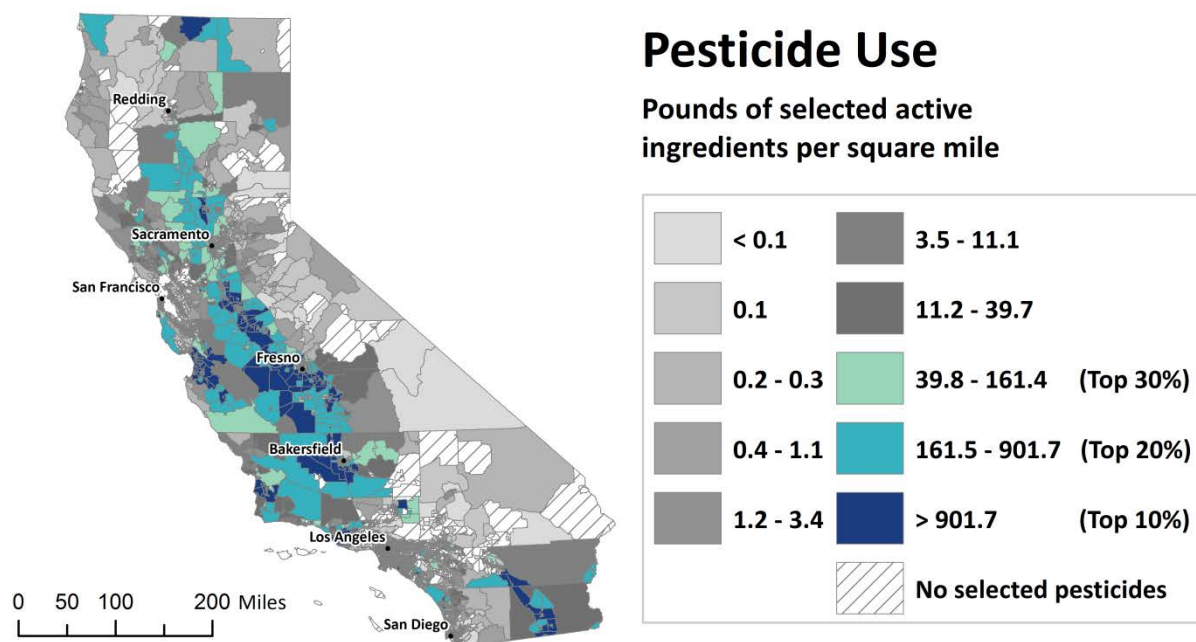 Pesticide Use
Pounds of selected active
ingredients per square mile
< 0.1
3.5 - 11.1
0.1
11.2 - 39.7
0.2 - 0.3
39.8 - 161.4 (Top 30%)
0.4 - 1.1
161.5 - 901.7 (Top 20%)
1.2 - 3.4
> 901.7 (Top 10%)
No selected pesticides
Redding
Sacramento
San Francisco
Fresno
Bakersfield
Los Angeles
San Diego
0 50 100 200 Miles